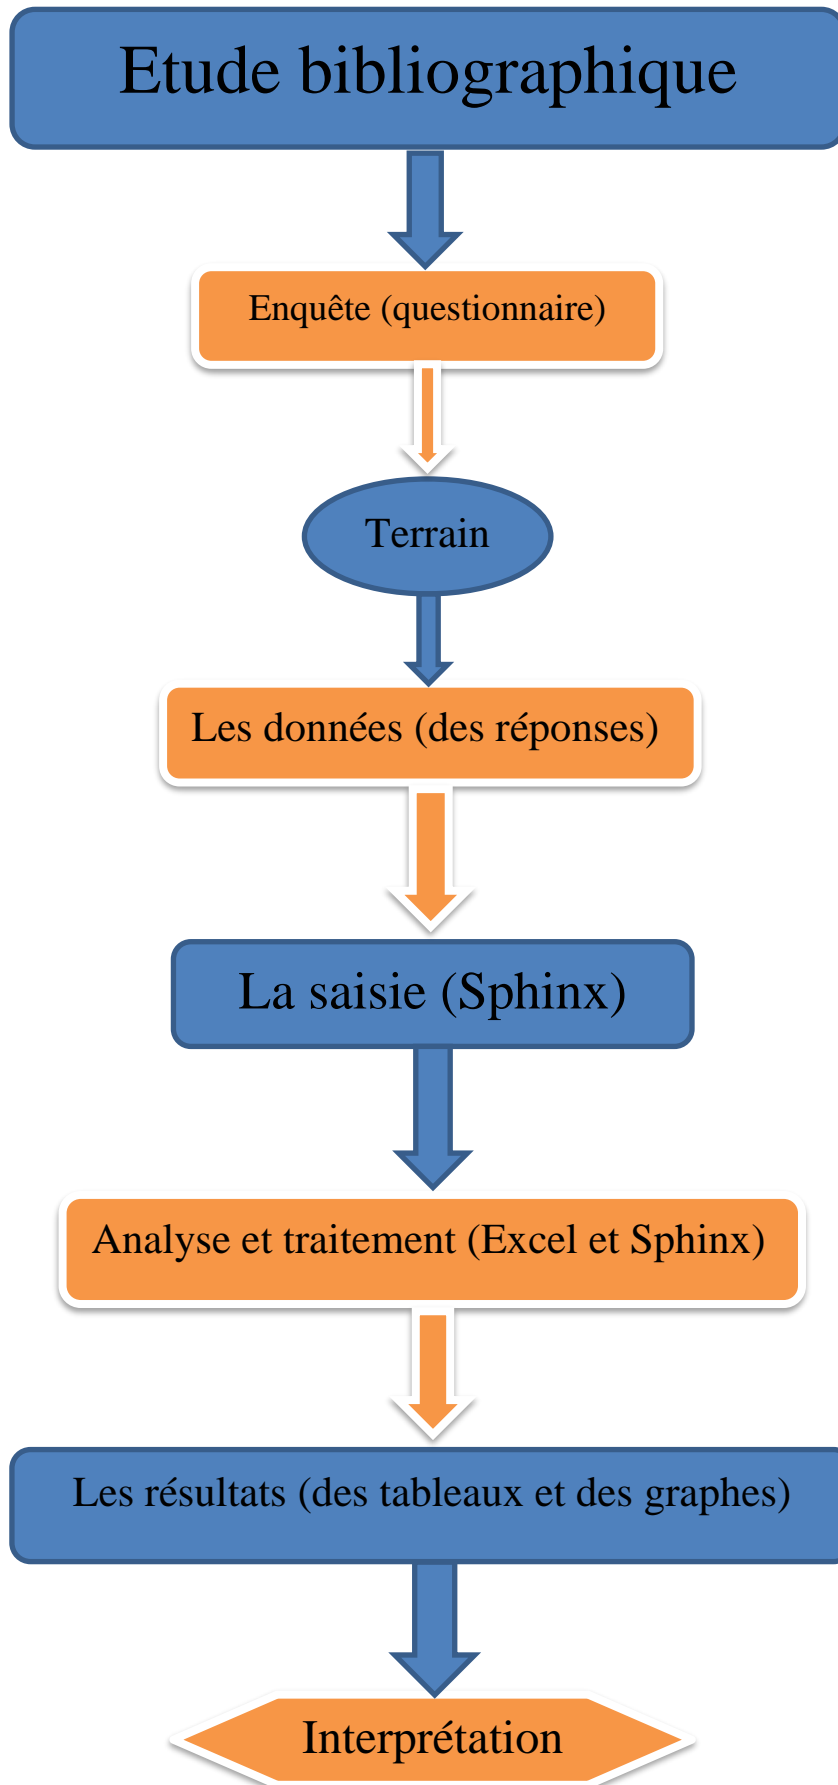 Etude bibliographique
Enquête (questionnaire)
Terrain
Les données (des réponses)
La saisie (Sphinx)
Analyse et traitement (Excel et Sphinx)
Les résultats (des tableaux et des graphes)
Interprétation